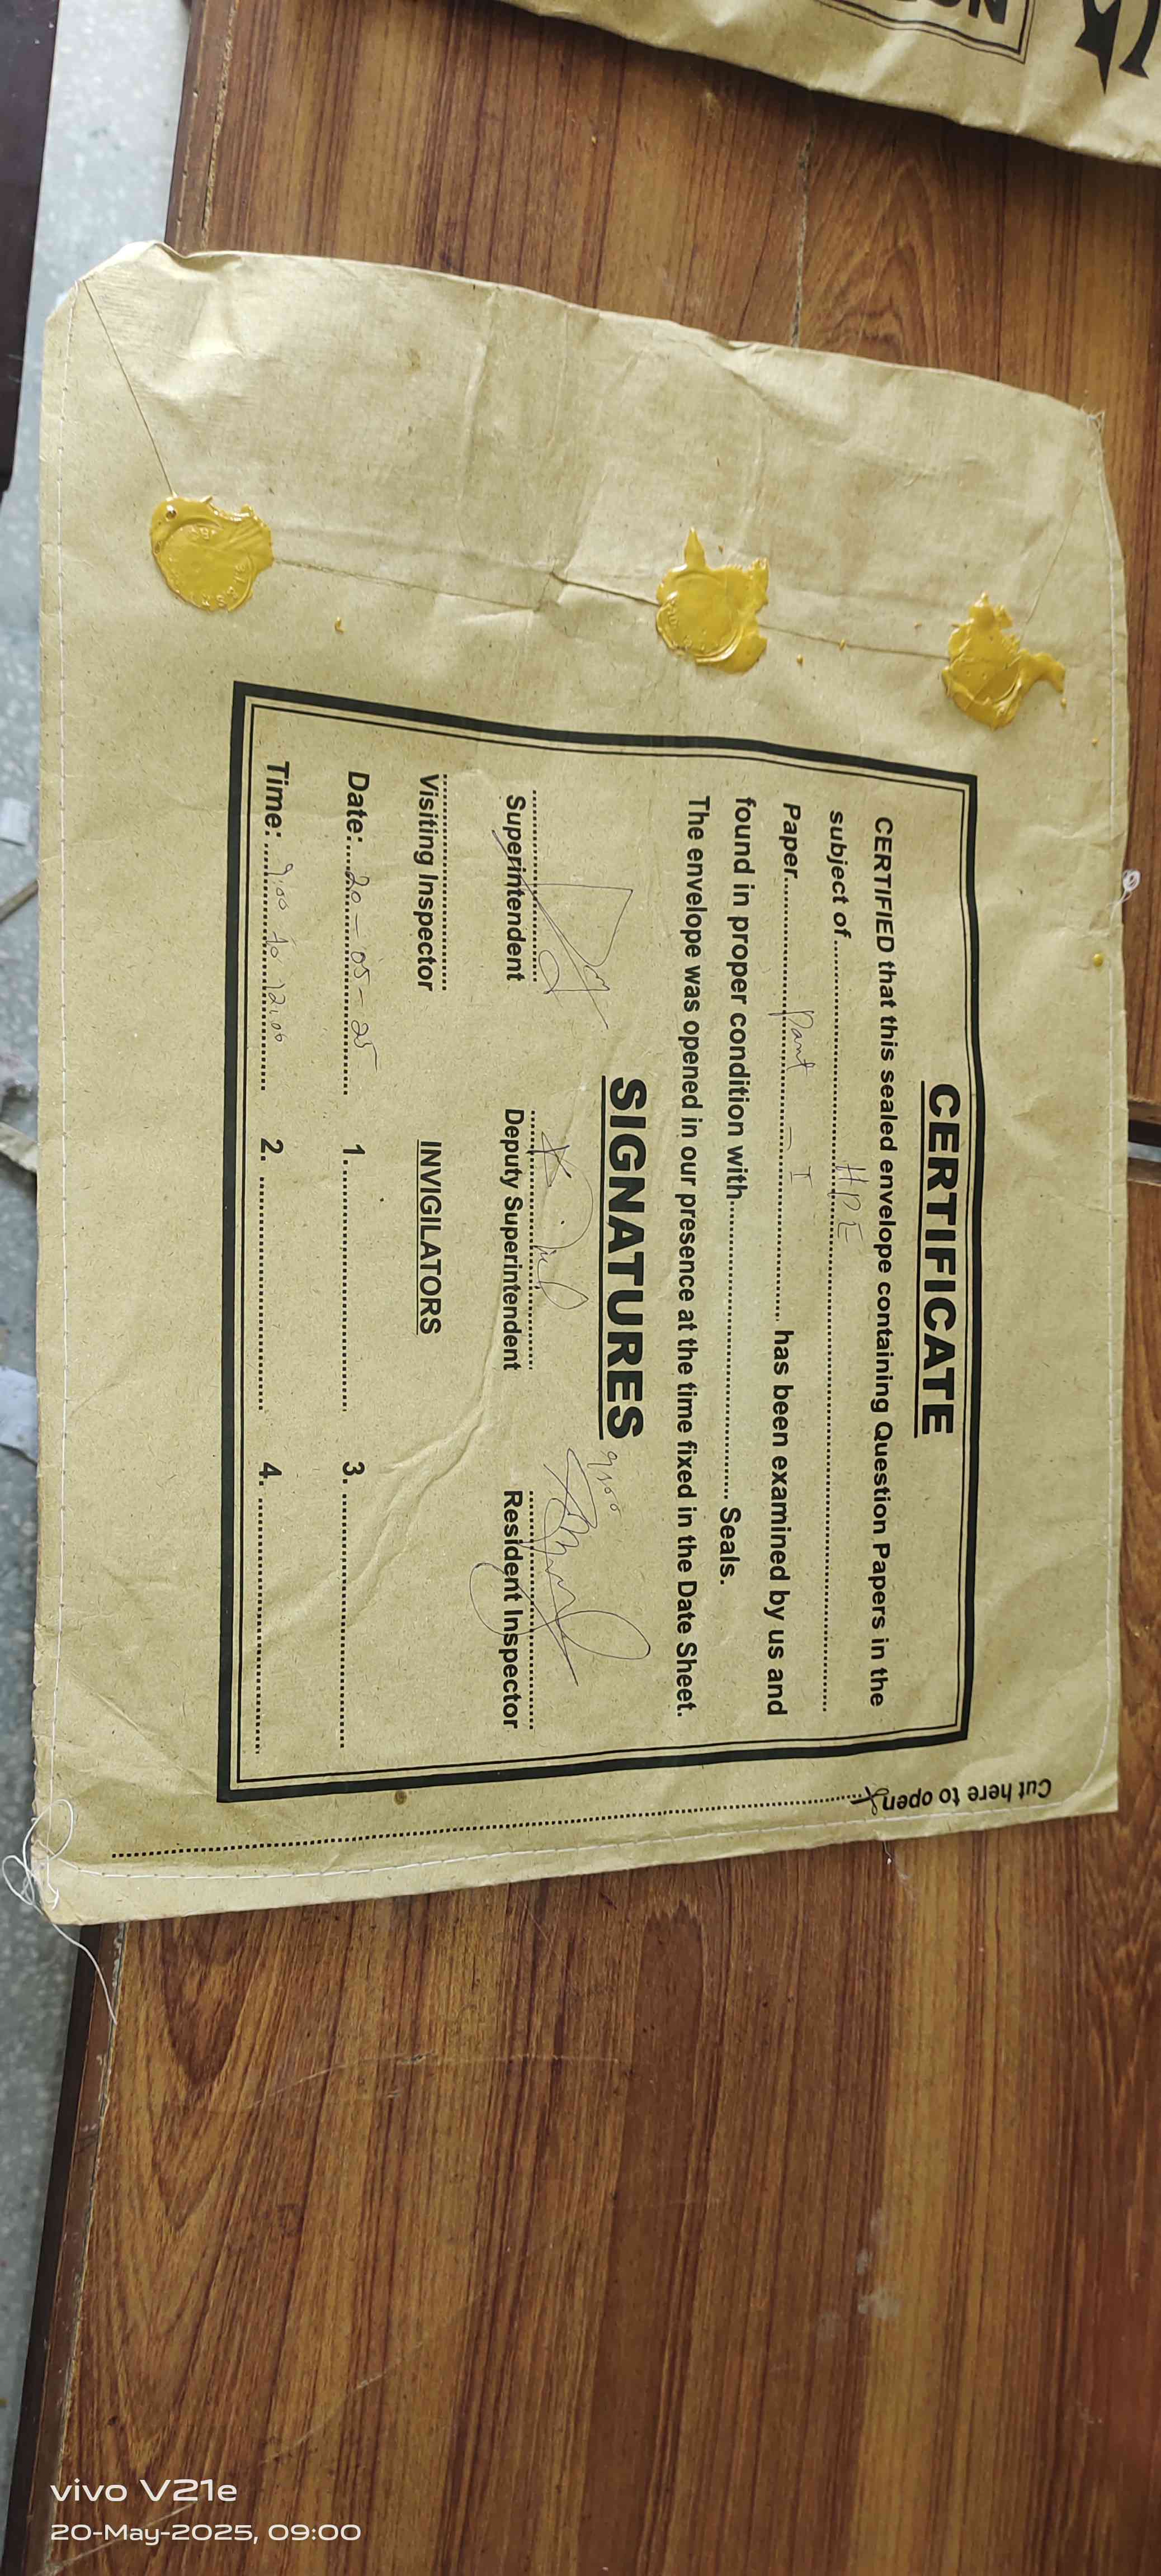 CERTIFICATE
CERTIFIED that this sealed envelope containing Question Papers in the
subject of.......... HPE ..........
Paper.......... Part - I .......... has been examined by us and
found in proper condition with.................... Seals.
The envelope was opened in our presence at the time fixed in the Date Sheet.
SIGNATURES
9:00
Superintendent Deputy Superintendent Resident Inspector
Visiting Inspector INVIGILATORS
Date:..... 20-05-25 1. .......... 3. ..........
Time: ..... 9:00 to 12:00 2. .......... 4. ..........
Cut here to open
vivo V21e
20-May-2025, 09:00